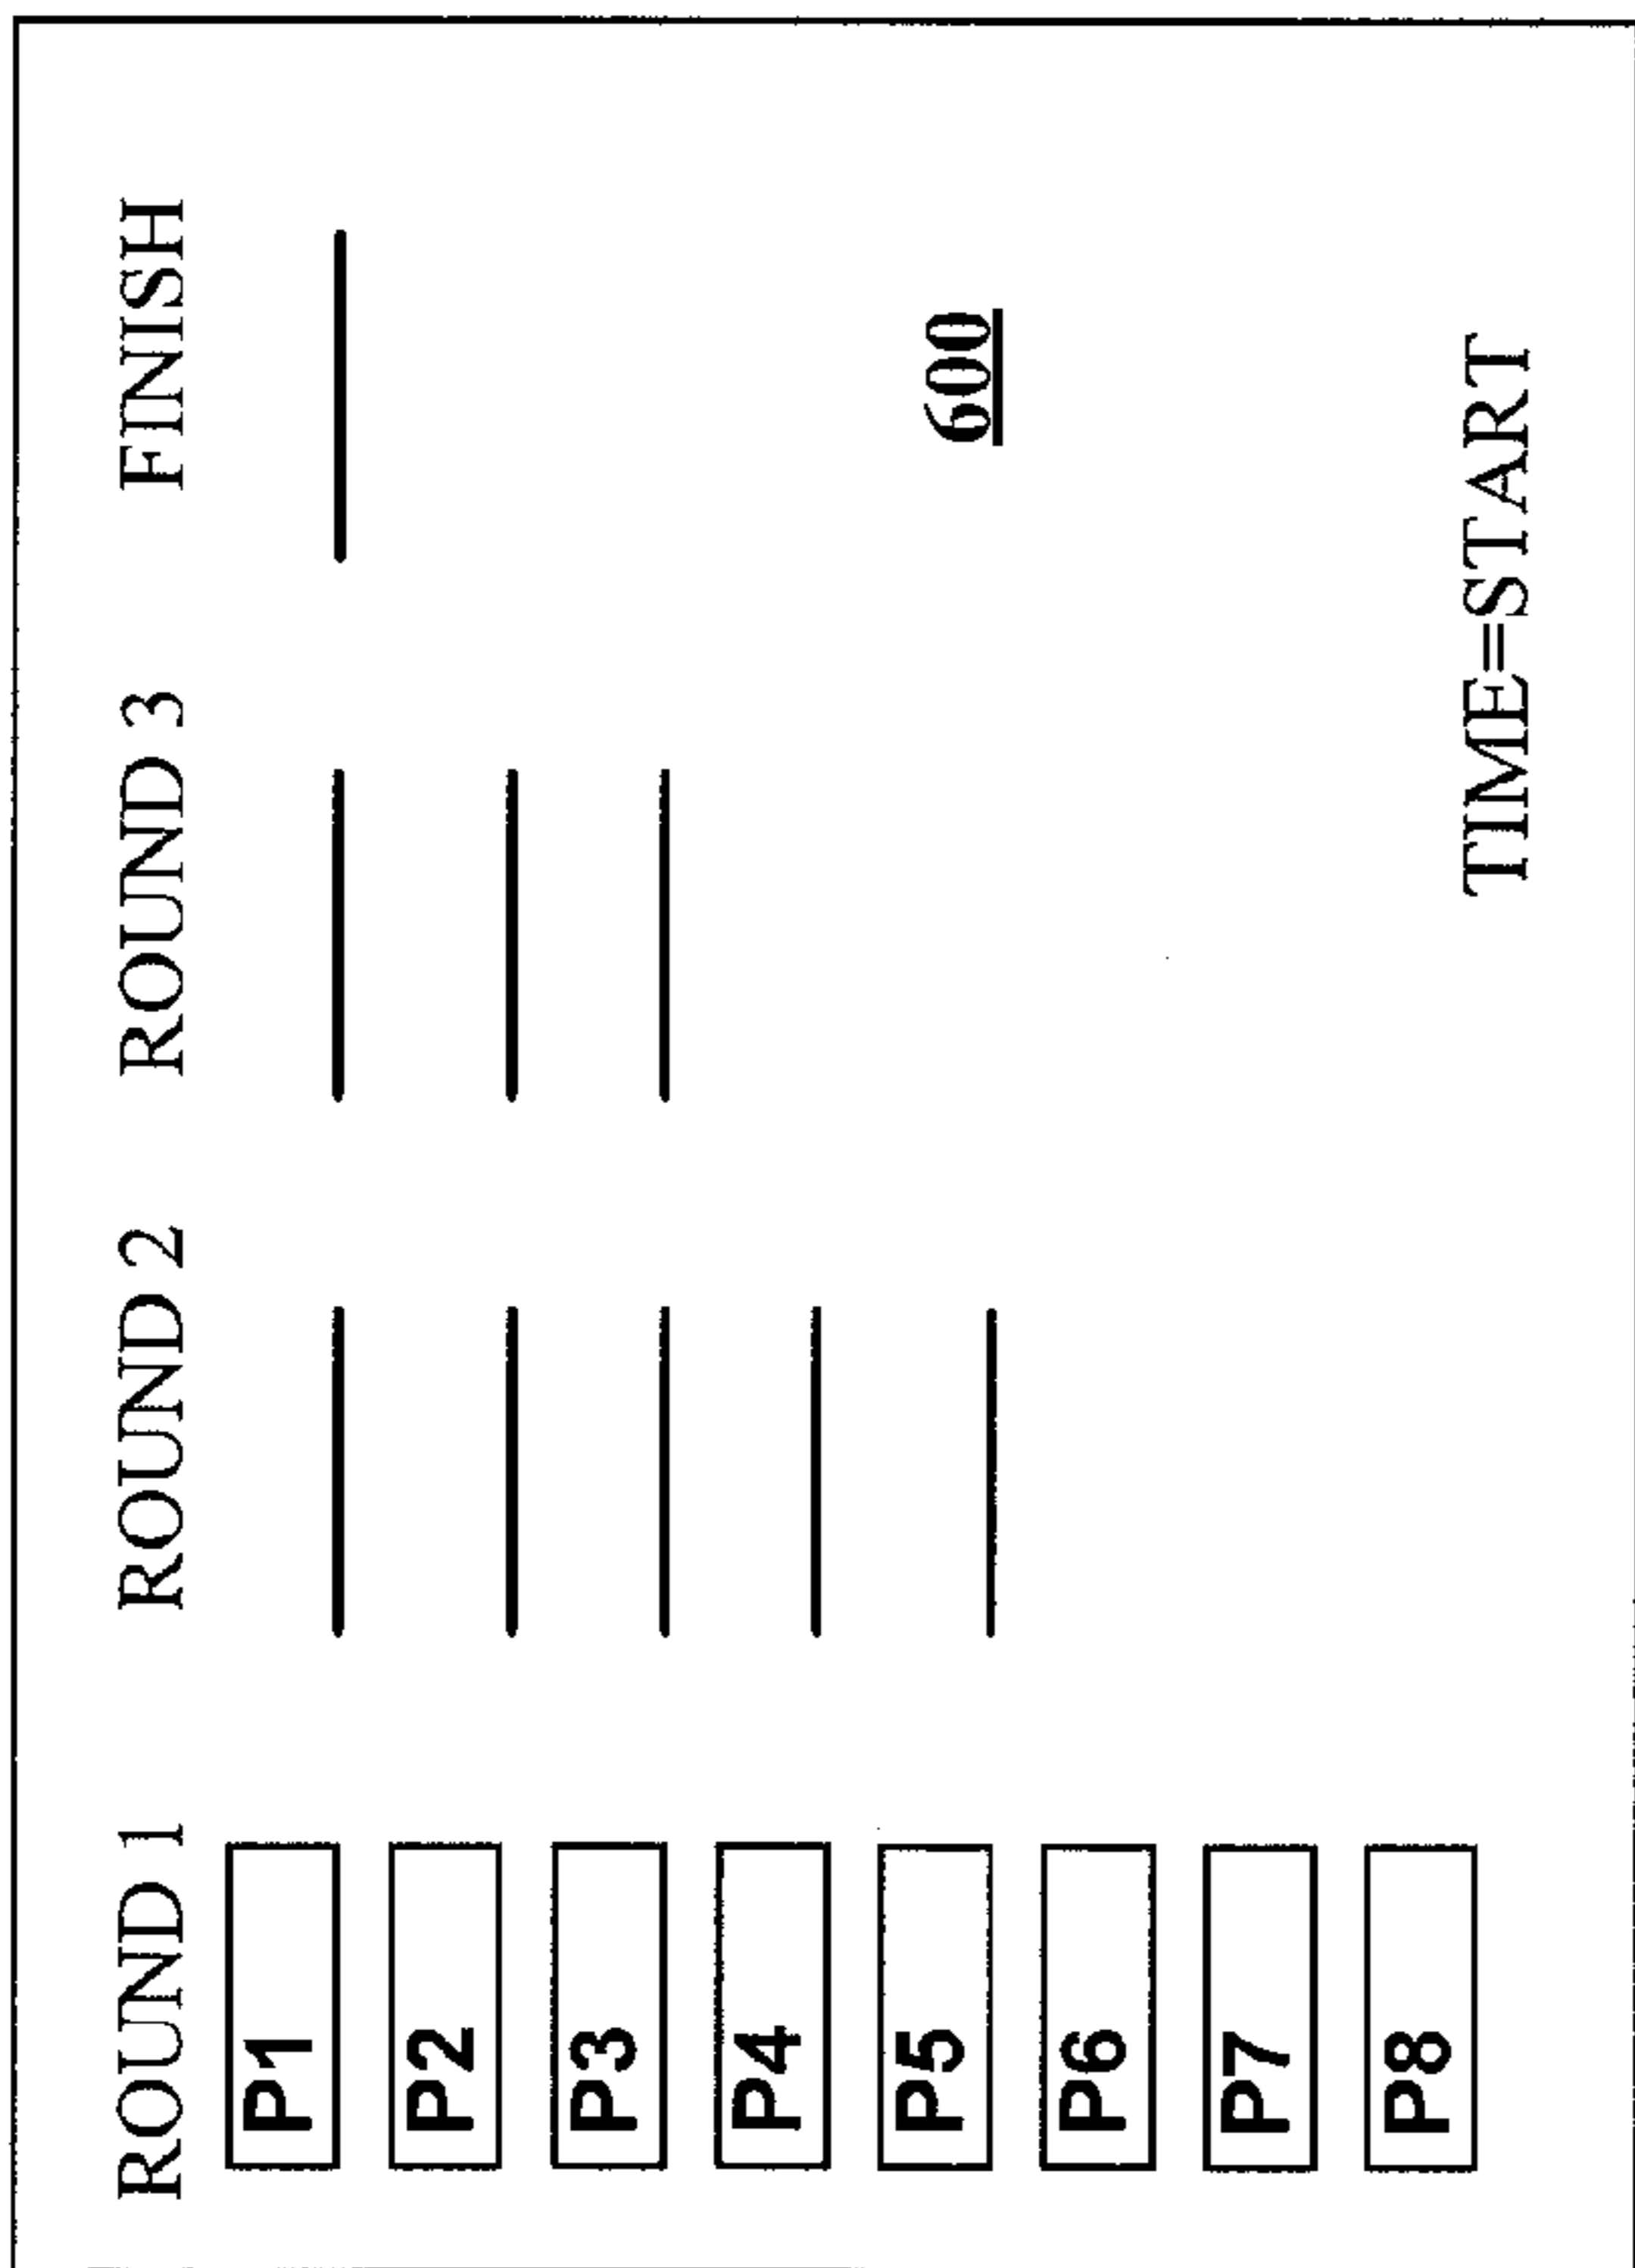 ROUND 1 ROUND 2 ROUND 3 FINISH
P1
P2
P3
P4
P5
600
P6
P7
P8
TIME=START